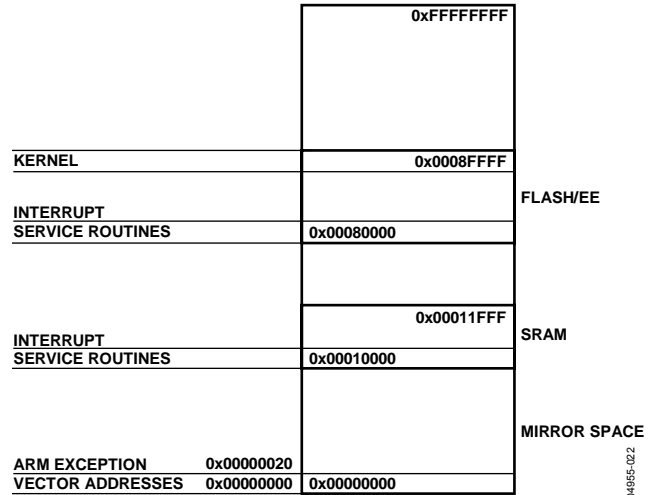 0xFFFFFFFF
KERNEL 0x0008FFFF
FLASH/EE
INTERRUPT
SERVICE ROUTINES 0x00080000
0x00011FFF
SRAM
INTERRUPT
SERVICE ROUTINES 0x00010000
MIRROR SPACE
ARM EXCEPTION 0x00000020
VECTOR ADDRESSES 0x00000000 0x00000000